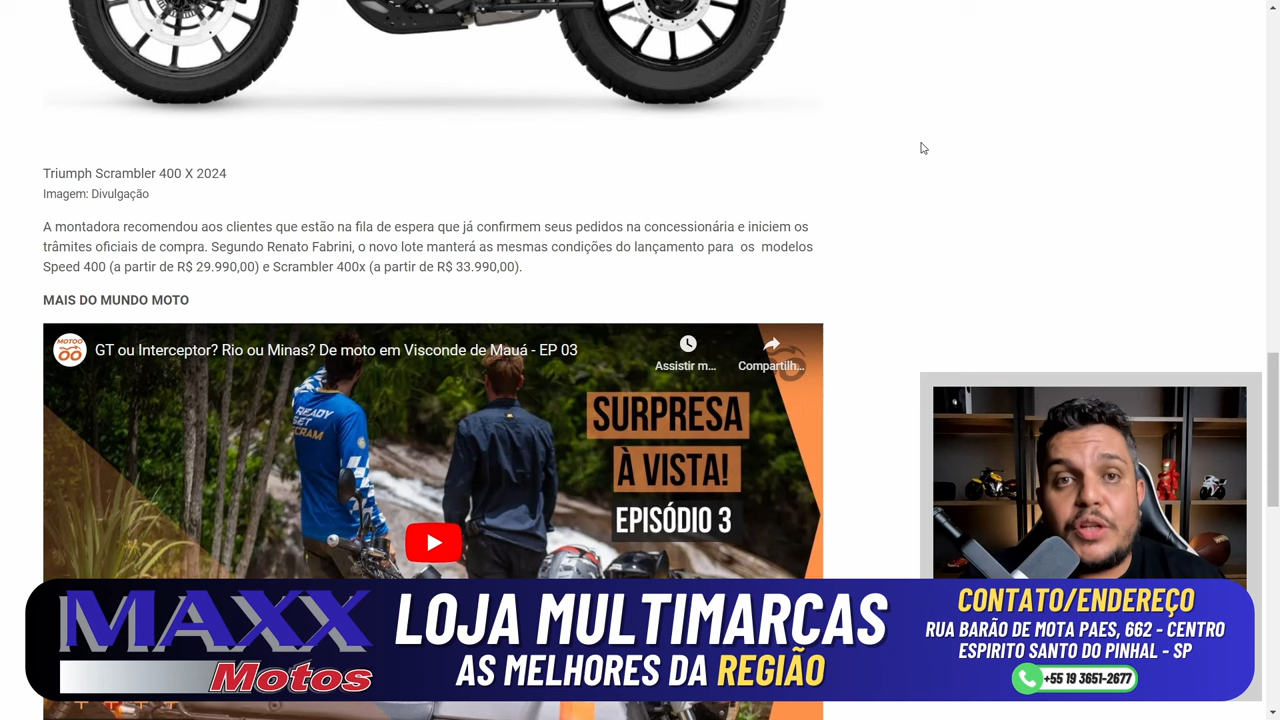 Triumph Scrambler 400 X 2024
Imagem: Divulgação
A montadora recomendou aos clientes que estão na fila de espera que já confirmem seus pedidos na concessionária e iniciem os
trâmites oficiais de compra. Segundo Renato Fabrini, o novo lote manterá as mesmas condições do lançamento para os modelos
Speed 400 (a partir de R$ 29.990,00) e Scrambler 400x (a partir de R$ 33.990,00).
MAIS DO MUNDO MOTO
MOTOO
GT ou Interceptor? Rio ou Minas? De moto em Visconde de Mauá - EP 03
Assistir m...
Compartilh...
READY
SET
SCRAM
SURPRESA
À VISTA!
EPISÓDIO 3
MAXX
Motos
LOJA MULTIMARCAS
AS MELHORES DA REGIÃO
CONTATO/ENDEREÇO
RUA BARÃO DE MOTA PAES, 662 - CENTRO
ESPIRITO SANTO DO PINHAL - SP
+55 19 3651-2677